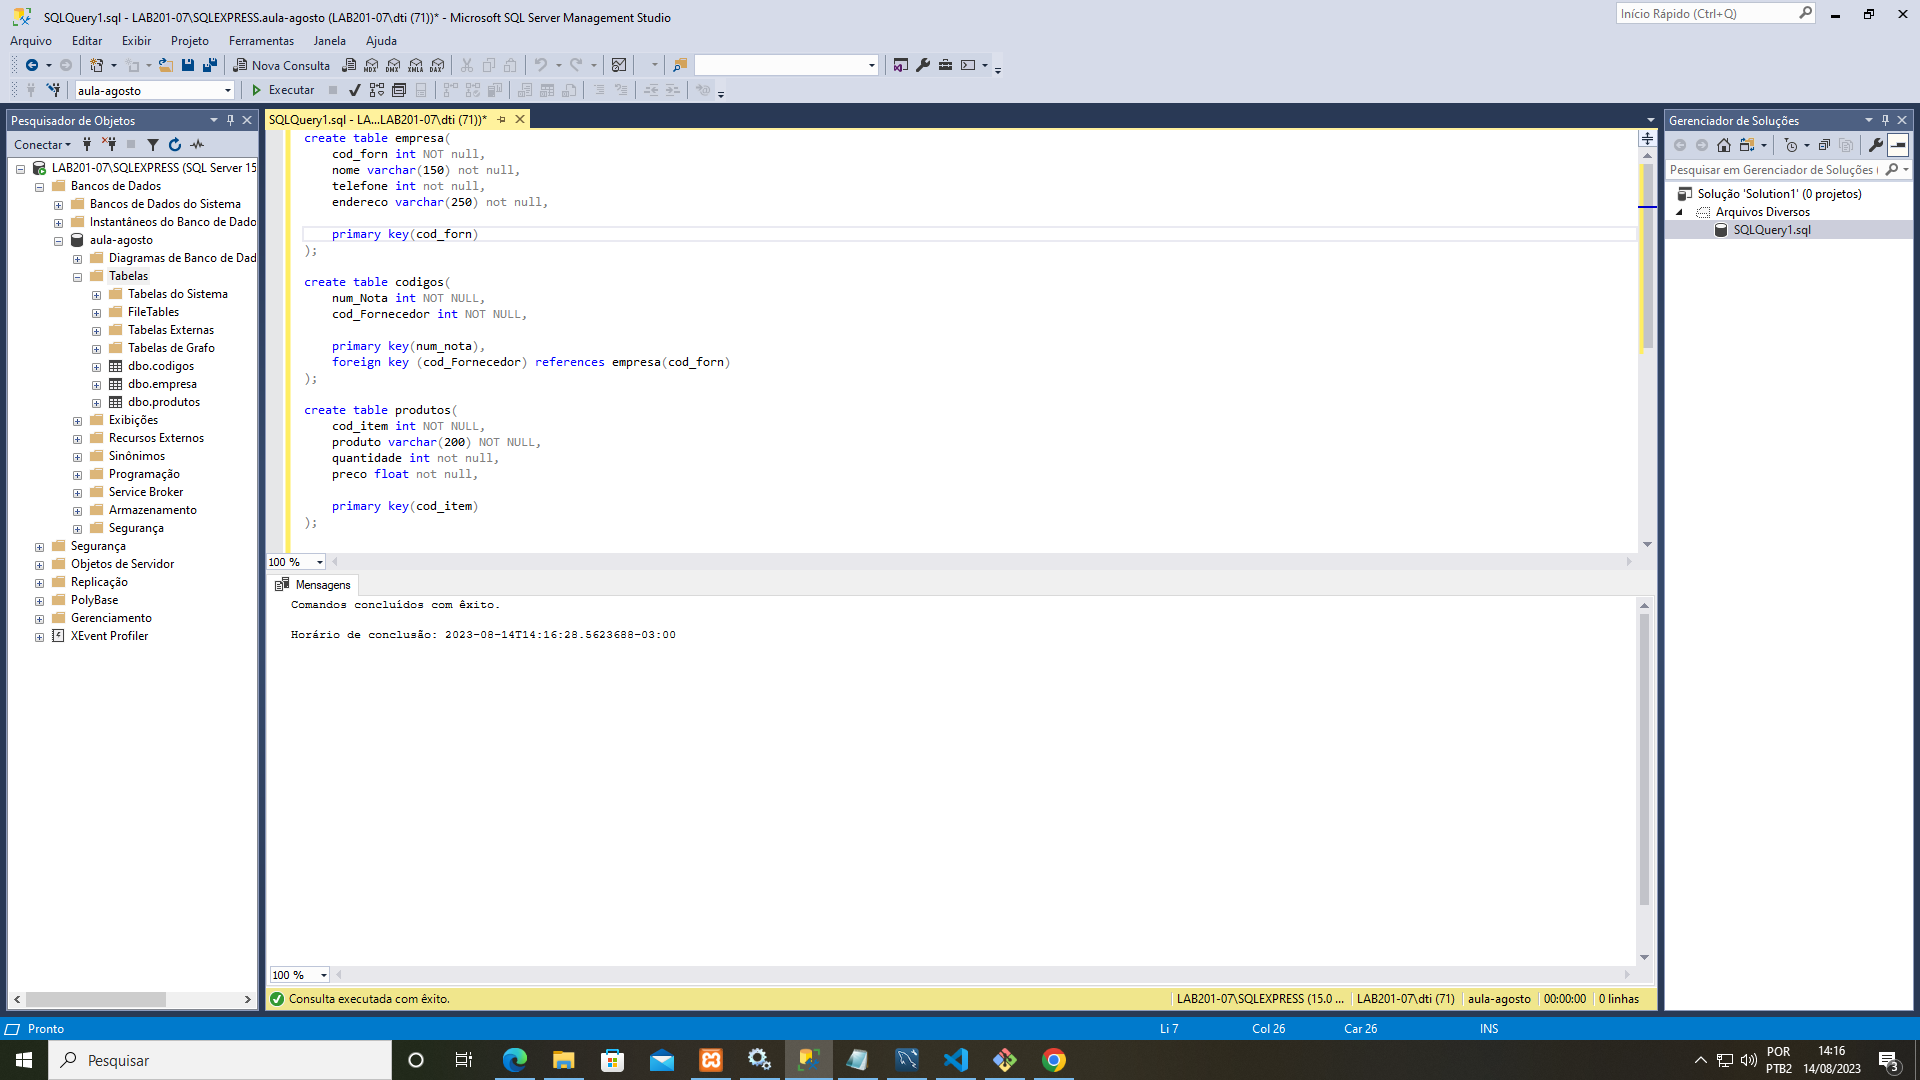 SQLQuery1.sql - LAB201-07\SQLEXPRESS.aula-agosto (LAB201-07\dti (71))* - Microsoft SQL Server Management Studio
Início Rápido (Ctrl+Q)
Arquivo Editar Exibir Projeto Ferramentas Janela Ajuda
Nova Consulta
MDX DMX XMLA DAX
aula-agosto
Executar
Pesquisador de Objetos
Conectar
LAB201-07\SQLEXPRESS (SQL Server 15
Bancos de Dados
Bancos de Dados do Sistema
Instantâneos do Banco de Dado
aula-agosto
Diagramas de Banco de Dad
Tabelas
Tabelas do Sistema
FileTables
Tabelas Externas
Tabelas de Grafo
dbo.codigos
dbo.empresa
dbo.produtos
Exibições
Recursos Externos
Sinônimos
Programação
Service Broker
Armazenamento
Segurança
Segurança
Objetos de Servidor
Replicação
PolyBase
Gerenciamento
XEvent Profiler
SQLQuery1.sql - LA...LAB201-07\dti (71))*
create table empresa(
cod_forn int NOT null,
nome varchar(150) not null,
telefone int not null,
endereco varchar(250) not null,
primary key(cod_forn)
);
create table codigos(
num_Nota int NOT NULL,
cod_Fornecedor int NOT NULL,
primary key(num_nota),
foreign key (cod_Fornecedor) references empresa(cod_forn)
);
create table produtos(
cod_item int NOT NULL,
produto varchar(200) NOT NULL,
quantidade int not null,
preco float not null,
primary key(cod_item)
);
100 %
Mensagens
Comandos concluídos com êxito.
Horário de conclusão: 2023-08-14T14:16:28.5623688-03:00
100 %
Consulta executada com êxito.
LAB201-07\SQLEXPRESS (15.0 ... LAB201-07\dti (71) aula-agosto 00:00:00 0 linhas
Gerenciador de Soluções
Pesquisar em Gerenciador de Soluções (
Solução 'Solution1' (0 projetos)
Arquivos Diversos
SQLQuery1.sql
Pronto
Li 7 Col 26 Car 26 INS
Pesquisar
POR
PTB2
14:16
14/08/2023
3